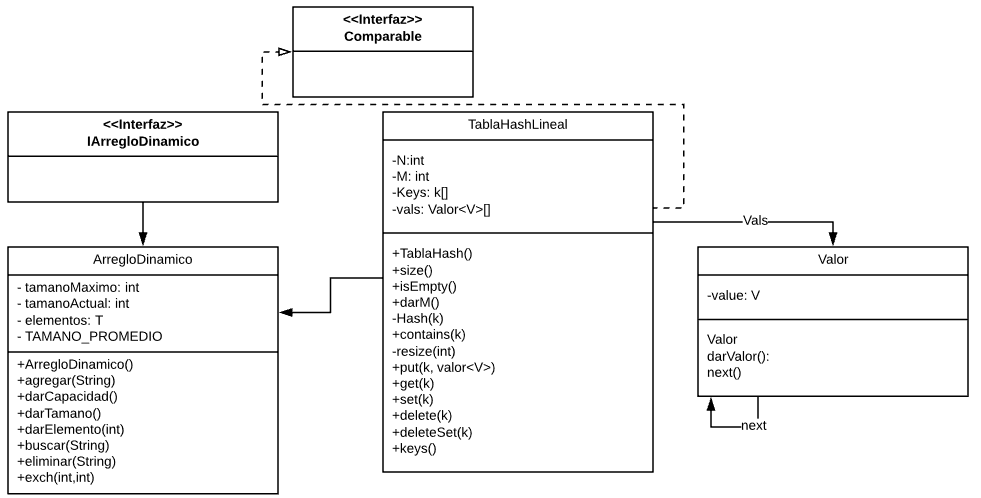 <<Interfaz>>
Comparable
<<Interfaz>>
IArregloDinamico
ArregloDinamico
- tamanoMaximo: int
- tamanoActual: int
- elementos: T
- TAMANO_PROMEDIO
+ArregloDinamico()
+agregar(String)
+darCapacidad()
+darTamano()
+darElemento(int)
+buscar(String)
+eliminar(String)
+exch(int,int)
TablaHashLineal
-N:int
-M: int
-Keys: k[]
-vals: Valor<V>[]
+TablaHash()
+size()
+isEmpty()
+darM()
-Hash(k)
+contains(k)
-resize(int)
+put(k, valor<V>)
+get(k)
+set(k)
+delete(k)
+deleteSet(k)
+keys()
Vals
Valor
-value: V
Valor
darValor():
next()
next